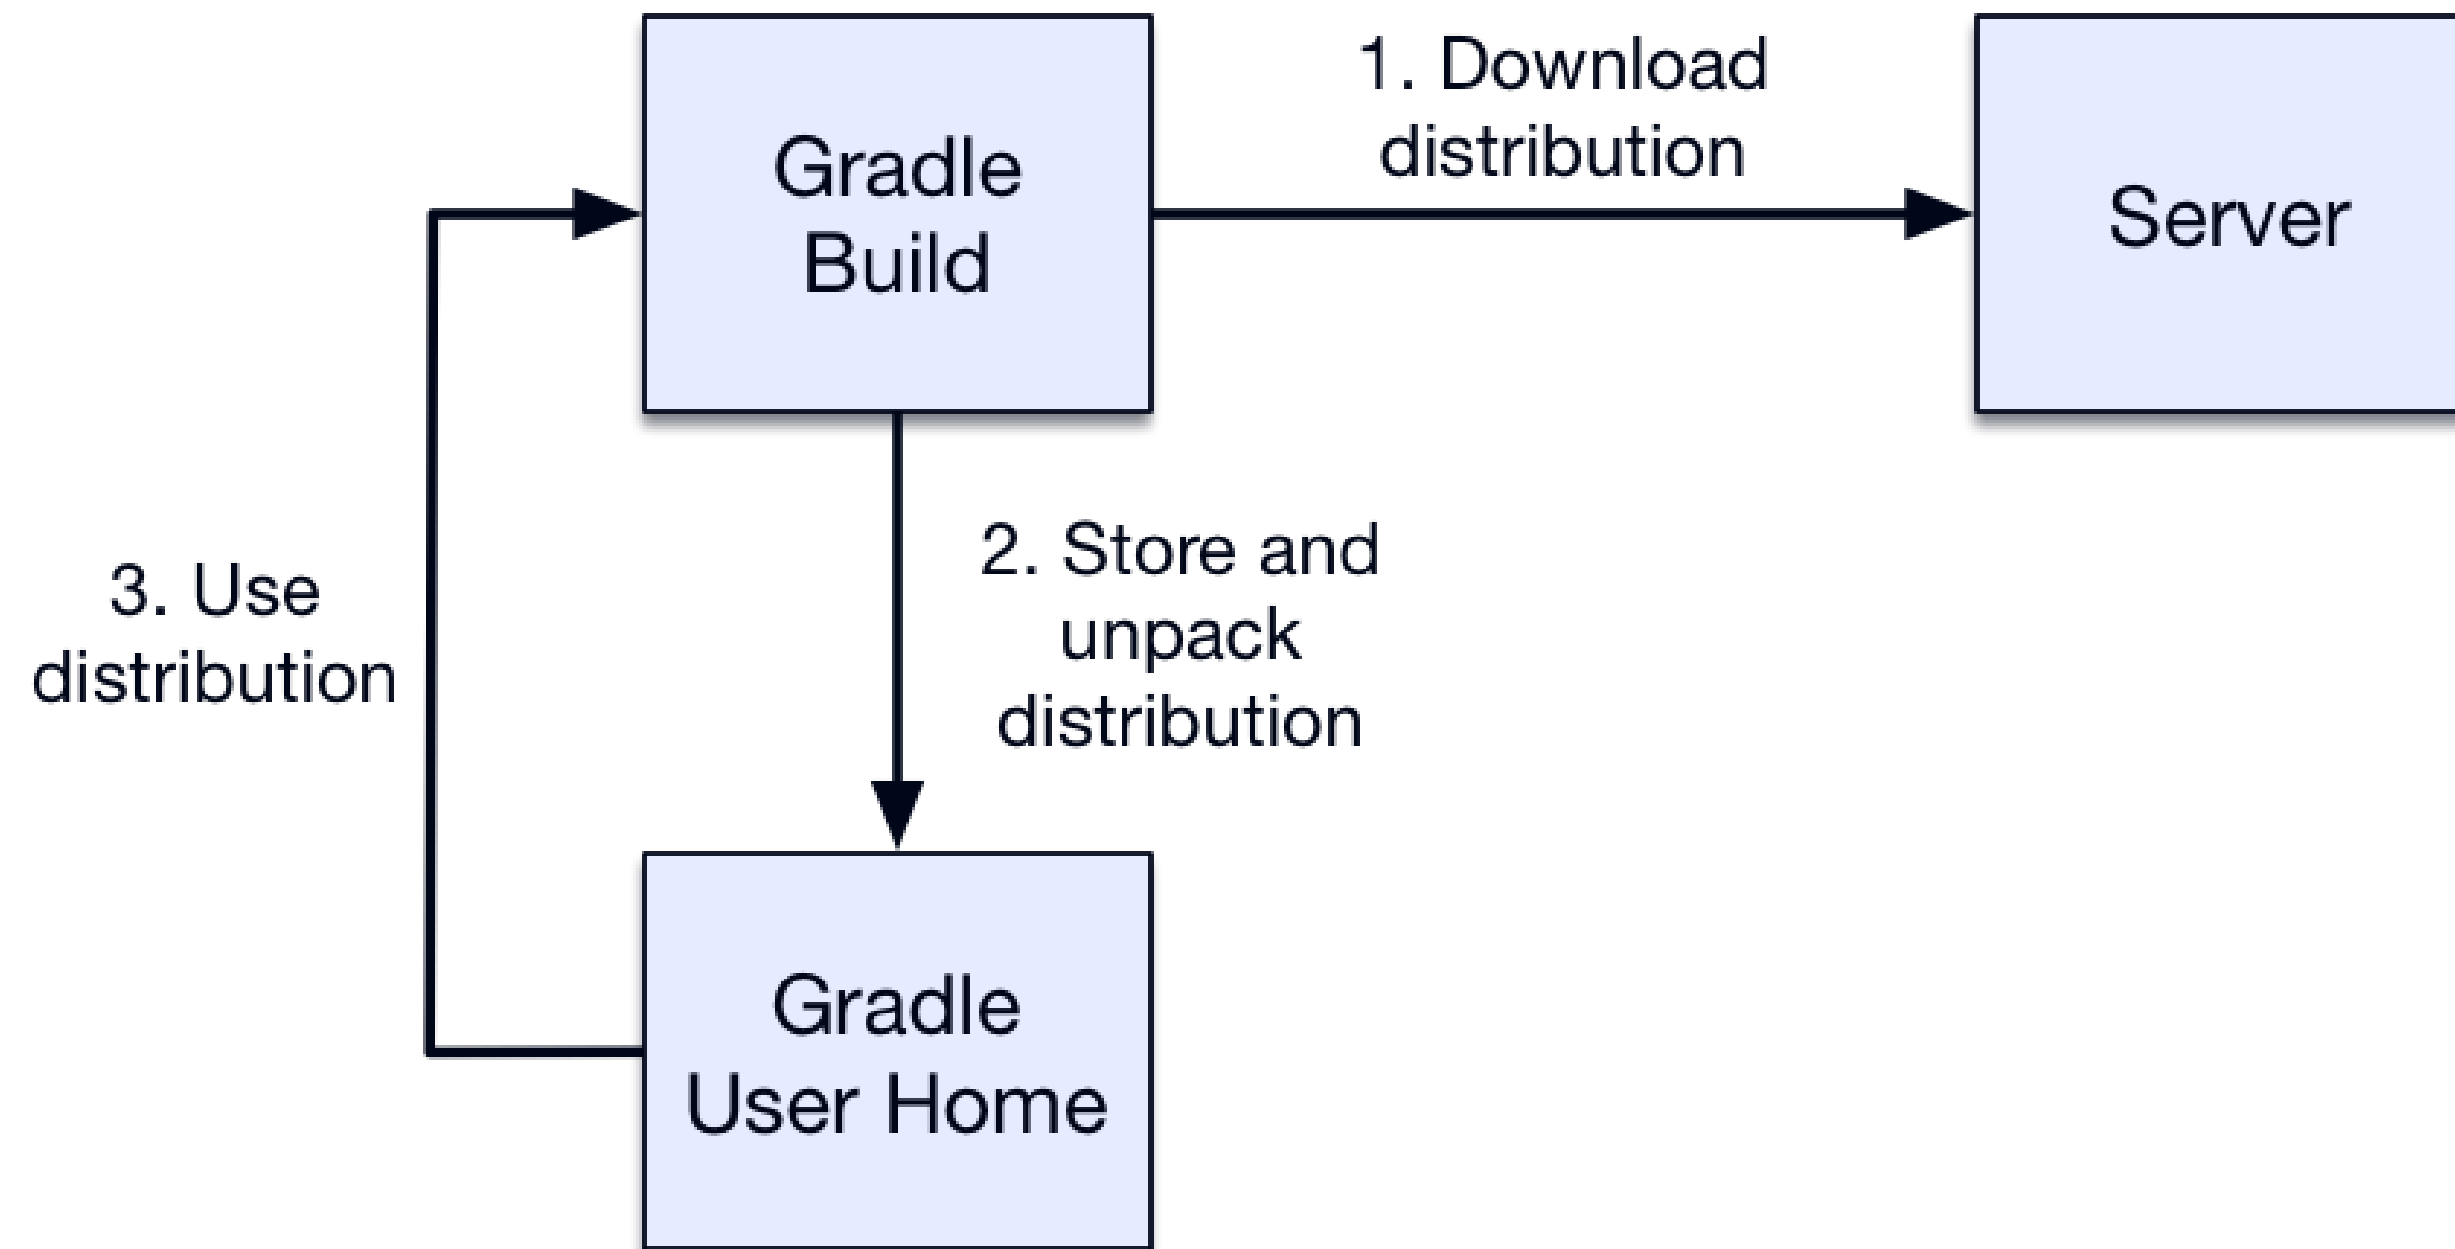 Gradle
Build
1. Download
distribution
Server
2. Store and
unpack
distribution
3. Use
distribution
Gradle
User Home